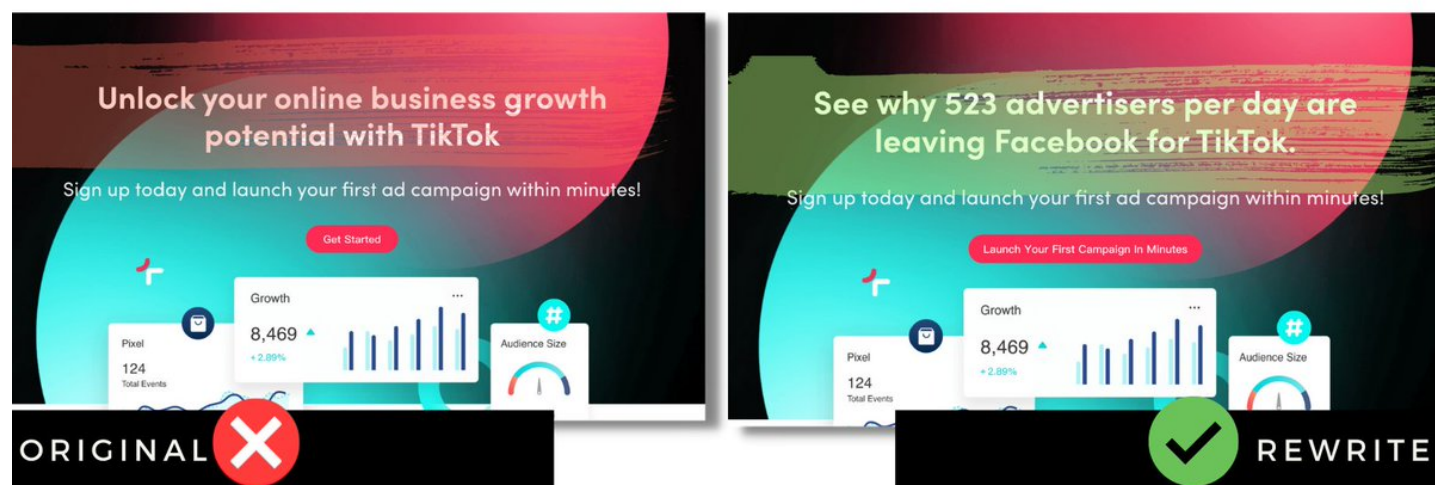 Unlock your online business growth
potential with TikTok
Sign up today and launch your first ad campaign within minutes!
Get Started
Growth
8,469
+2.89%
Pixel
124
Total Events
#
Audience Size
ORIGINAL
See why 523 advertisers per day are
leaving Facebook for TikTok.
Sign up today and launch your first ad campaign within minutes!
Launch Your First Campaign In Minutes
Growth
8,469
+2.89%
Pixel
124
Total Events
#
Audience Size
REWRITE